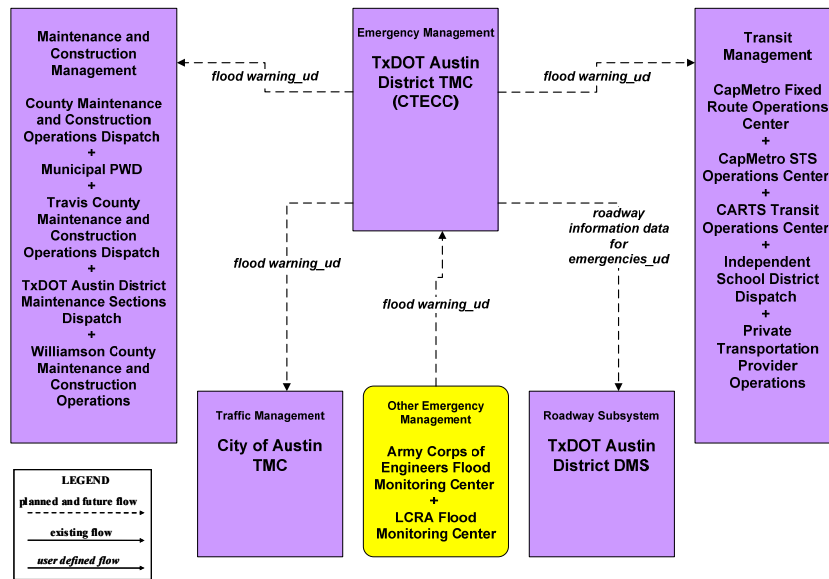 Maintenance and
Construction
Management
County Maintenance
and Construction
Operations Dispatch
+
Municipal PWD
+
Travis County
Maintenance and
Construction
Operations Dispatch
+
TxDOT Austin District
Maintenance Sections
Dispatch
+
Williamson County
Maintenance and
Construction
Operations
flood warning_ud
Emergency Management
TxDOT Austin
District TMC
(CTECC)
flood warning_ud
Transit
Management
CapMetro Fixed
Route Operations
Center
+
CapMetro STS
Operations Center
+
CARTS Transit
Operations Center
+
Independent
School District
Dispatch
+
Private
Transportation
Provider
Operations
flood warning_ud
flood warning_ud
roadway
information data
for
emergencies_ud
Traffic Management
City of Austin
TMC
Other Emergency
Management
Army Corps of
Engineers Flood
Monitoring Center
+
LCRA Flood
Monitoring Center
Roadway Subsystem
TxDOT Austin
District DMS
LEGEND
planned and future flow
existing flow
user defined flow